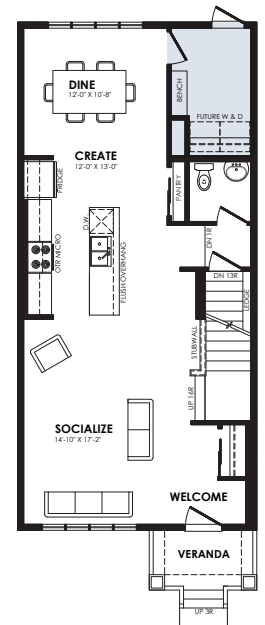 DINE
12'-0" X 10'-8"
BENCH
FUTURE W & D
CREATE
12'-0" X 13'-0"
FRIDGE
PANTRY
D.W.
DN 1R
OTR MICRO
FLUSH OVERHANG
DN 13R
LEDGE
STUBWALL
UP 16R
SOCIALIZE
14'-10" X 17'-2"
WELCOME
VERANDA
UP 3R